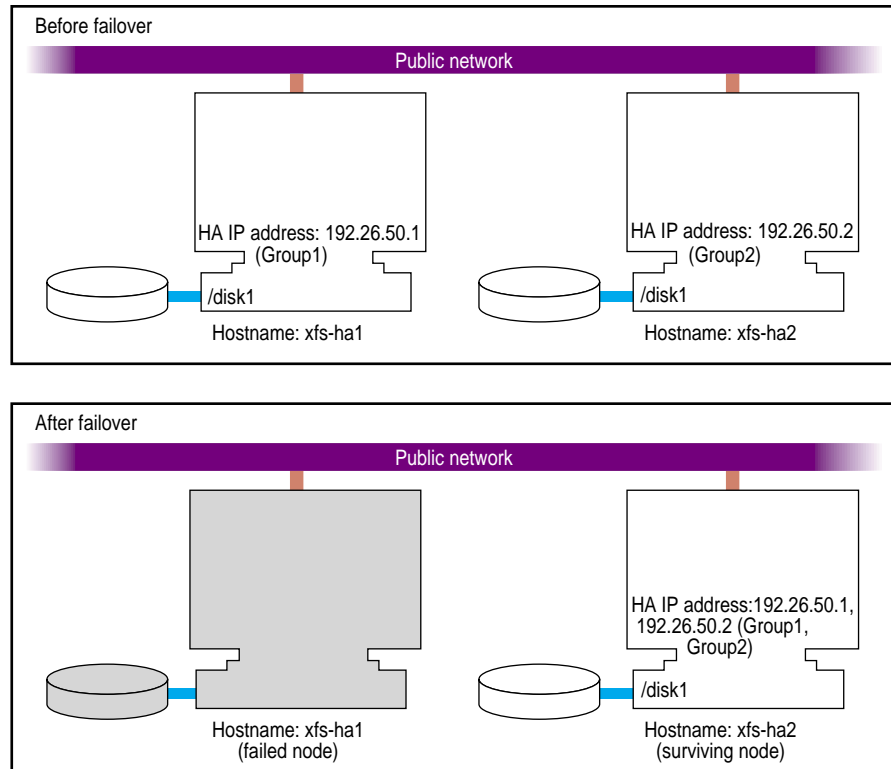 Before failover
Public network
HA IP address: 192.26.50.1
(Group1)
/disk1
Hostname: xfs-ha1
HA IP address: 192.26.50.2
(Group2)
/disk1
Hostname: xfs-ha2
After failover
Public network
Hostname: xfs-ha1
(failed node)
HA IP address:192.26.50.1,
192.26.50.2 (Group1,
Group2)
/disk1
Hostname: xfs-ha2
(surviving node)